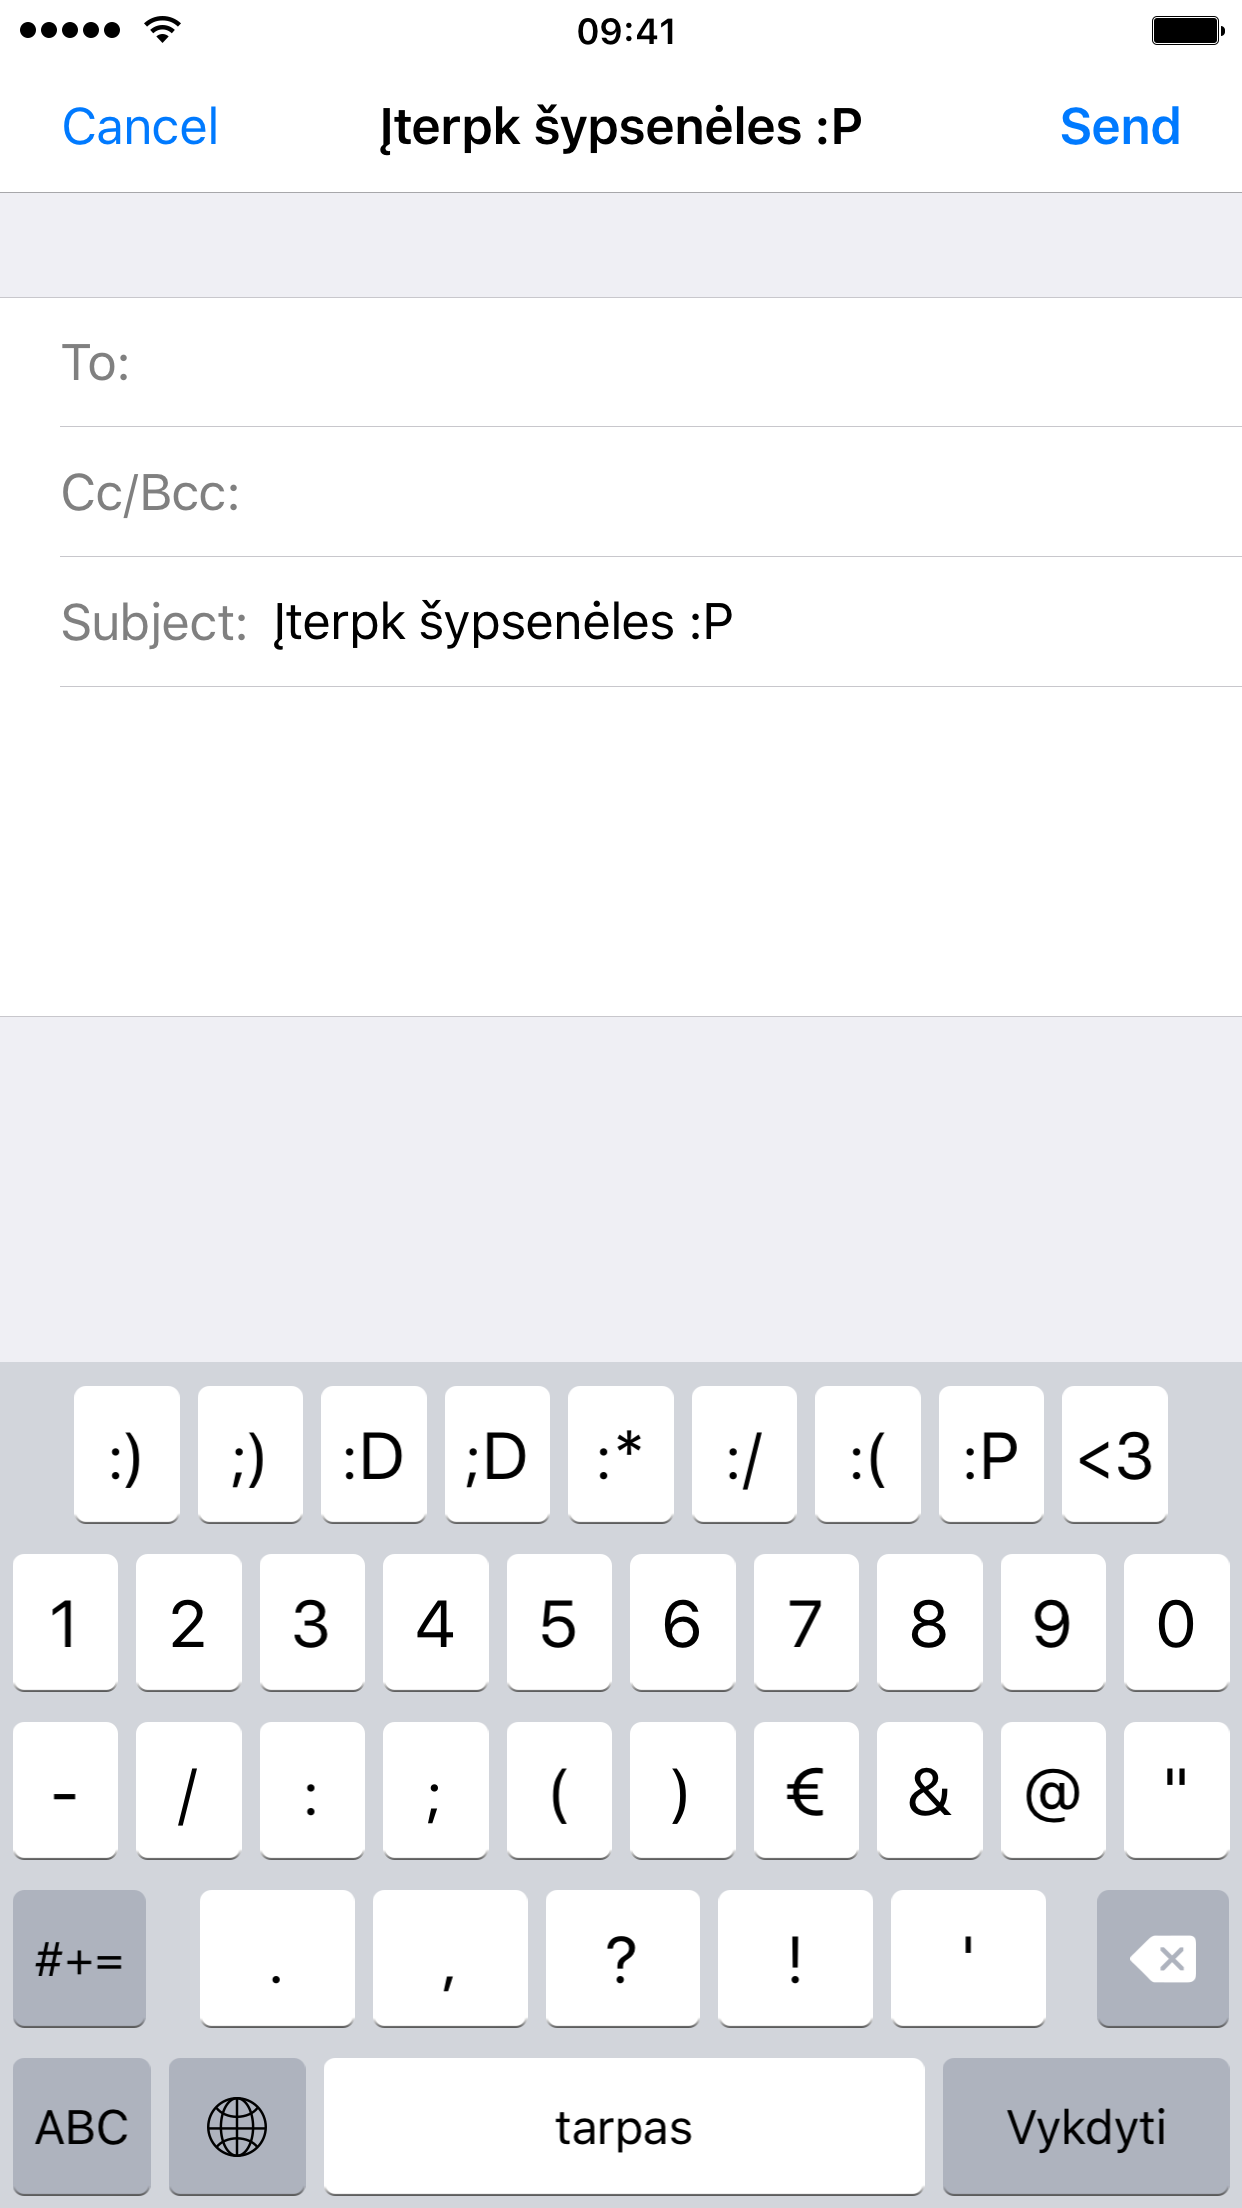 09:41
Cancel Įterpk šypsenėles :P Send
To:
Cc/Bcc:
Subject: Įterpk šypsenėles :P
:) ;) :D ;D :* :/ :( :P <3
1 2 3 4 5 6 7 8 9 0
- / : ; ( ) € & @ "
#+= . , ? ! '
ABC tarpas Vykdyti